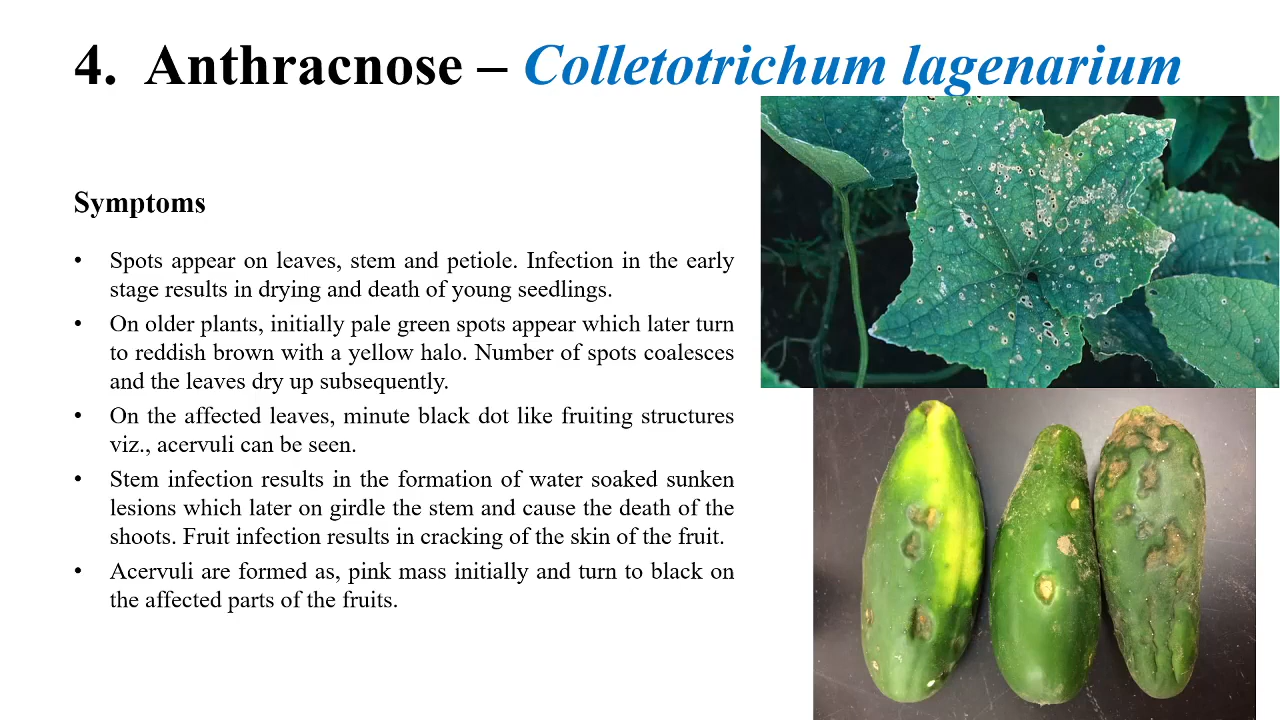 4. Anthracnose – Colletotrichum lagenarium
Symptoms
• Spots appear on leaves, stem and petiole. Infection in the early
stage results in drying and death of young seedlings.
• On older plants, initially pale green spots appear which later turn
to reddish brown with a yellow halo. Number of spots coalesces
and the leaves dry up subsequently.
• On the affected leaves, minute black dot like fruiting structures
viz., acervuli can be seen.
• Stem infection results in the formation of water soaked sunken
lesions which later on girdle the stem and cause the death of the
shoots. Fruit infection results in cracking of the skin of the fruit.
• Acervuli are formed as, pink mass initially and turn to black on
the affected parts of the fruits.